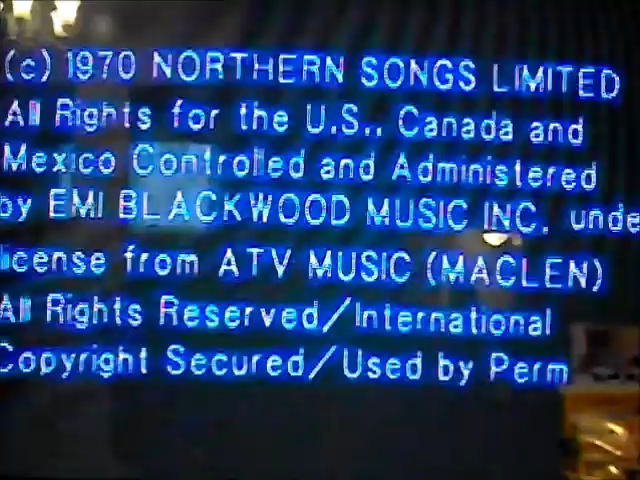 (c) 1970 NORTHERN SONGS LIMITED
All Rights for the U.S., Canada and
Mexico Controlled and Administered
by EMI BLACKWOOD MUSIC INC. unde
license from ATV MUSIC (MACLEN)
All Rights Reserved/International
Copyright Secured/Used by Perm